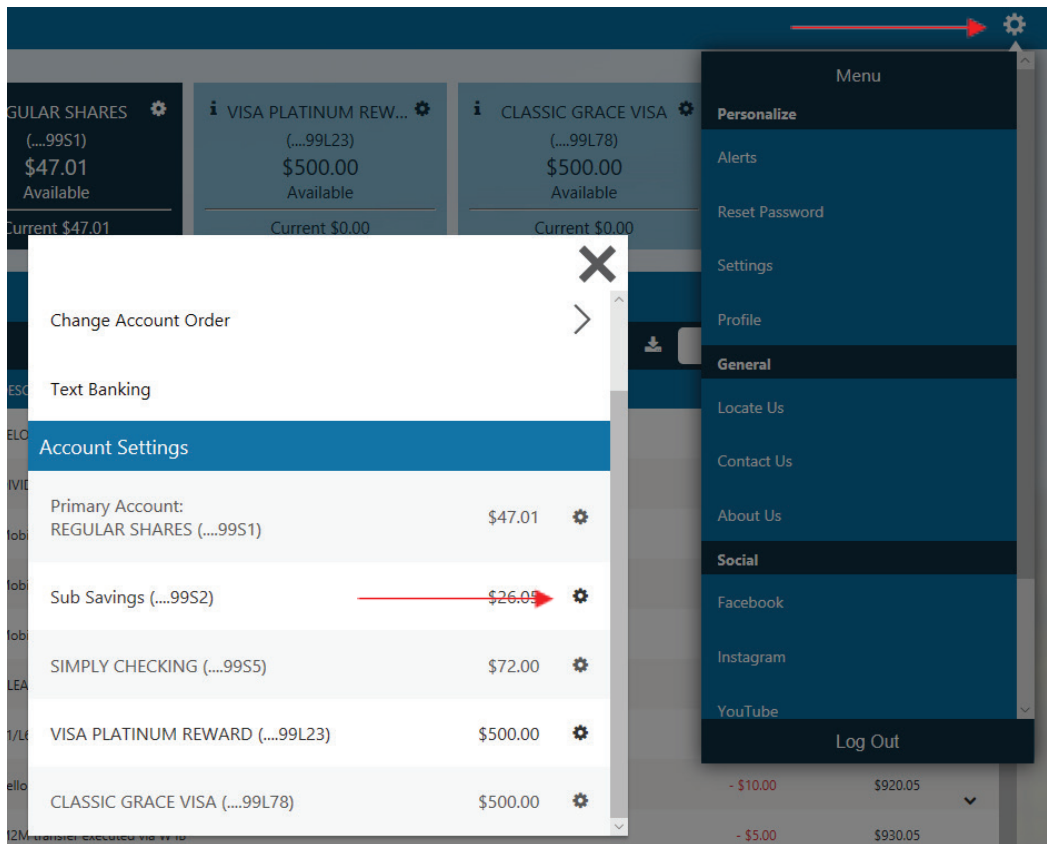 Menu
ULAR SHARES
(....99S1)
$47.01
Available
Current $47.01
i VISA PLATINUM REW...
(....99L23)
$500.00
Available
Current $0.00
i CLASSIC GRACE VISA
(....99L78)
$500.00
Available
Current $0.00
Personalize
Alerts
Reset Password
Settings
Profile
General
Locate Us
Contact Us
About Us
Social
Facebook
Instagram
YouTube
Log Out
Change Account Order
Text Banking
Account Settings
Primary Account:
REGULAR SHARES (....99S1) $47.01
Sub Savings (....99S2) $26.05
SIMPLY CHECKING (....99S5) $72.00
VISA PLATINUM REWARD (....99L23) $500.00
CLASSIC GRACE VISA (....99L78) $500.00
- $10.00 $920.05
- $5.00 $930.05